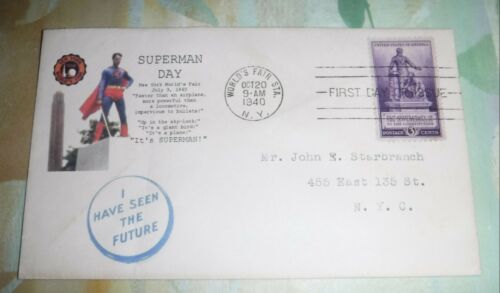 SUPERMAN
DAY
New York World's Fair
July 3, 1940
"Faster than an airplane,
more powerful than
a locomotive,
impervious to bullets!"
"Up in the sky-look!"
"It's a giant bird."
"It's a plane!"
"It's SUPERMAN!"
WORLD'S FAIR STA.
OCT 20
9-AM
1940
N.Y.
FIRST DAY OF ISSUE
UNITED STATES OF AMERICA
POSTAGE 3 CENTS
Mr. John E. Starbranch
455 East 135 St.
N. Y. C.
I
HAVE SEEN
THE
FUTURE